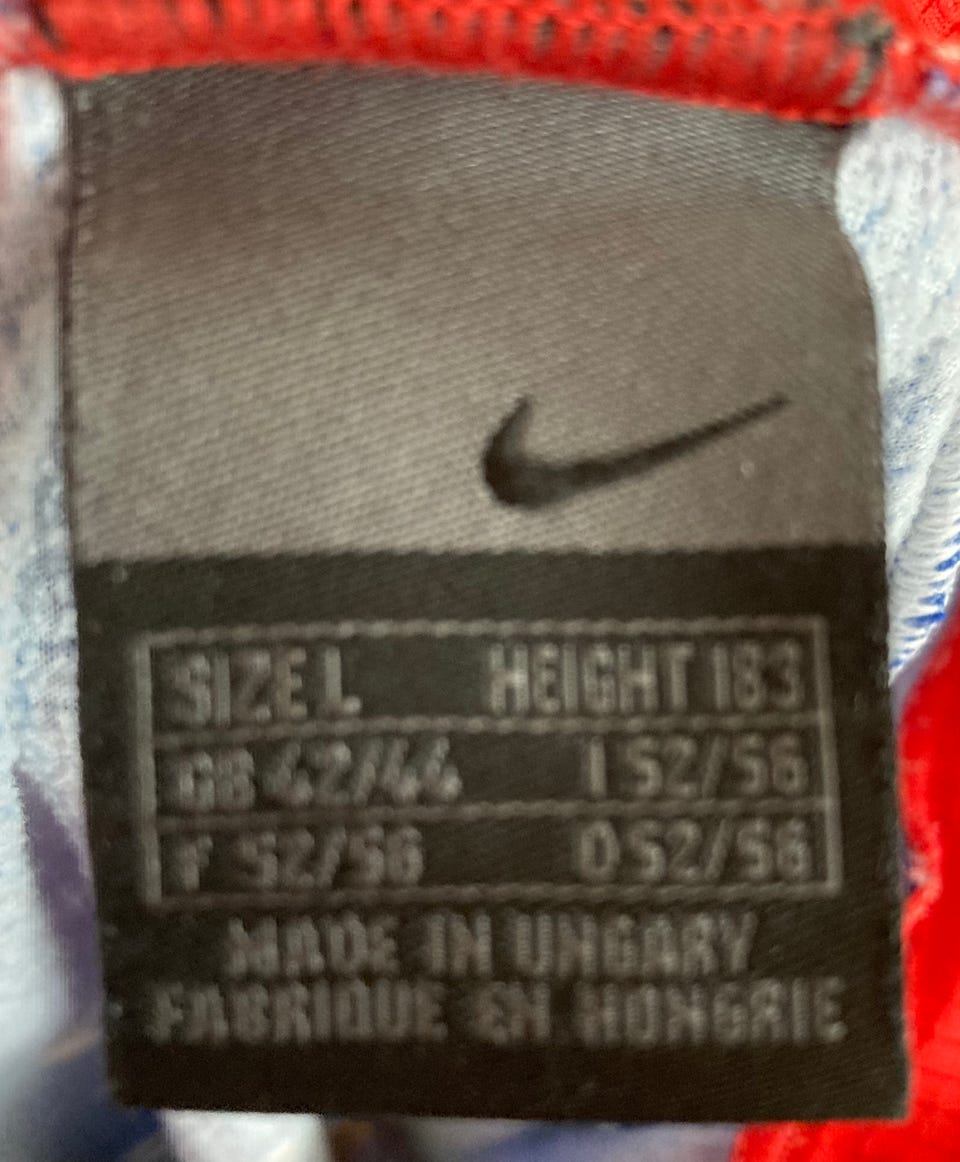 SIZE L HEIGHT 183
GB 42/44 I 52/56
F 52/56 D 52/56
MADE IN UNGARY
FABRIQUE EN HONGRIE